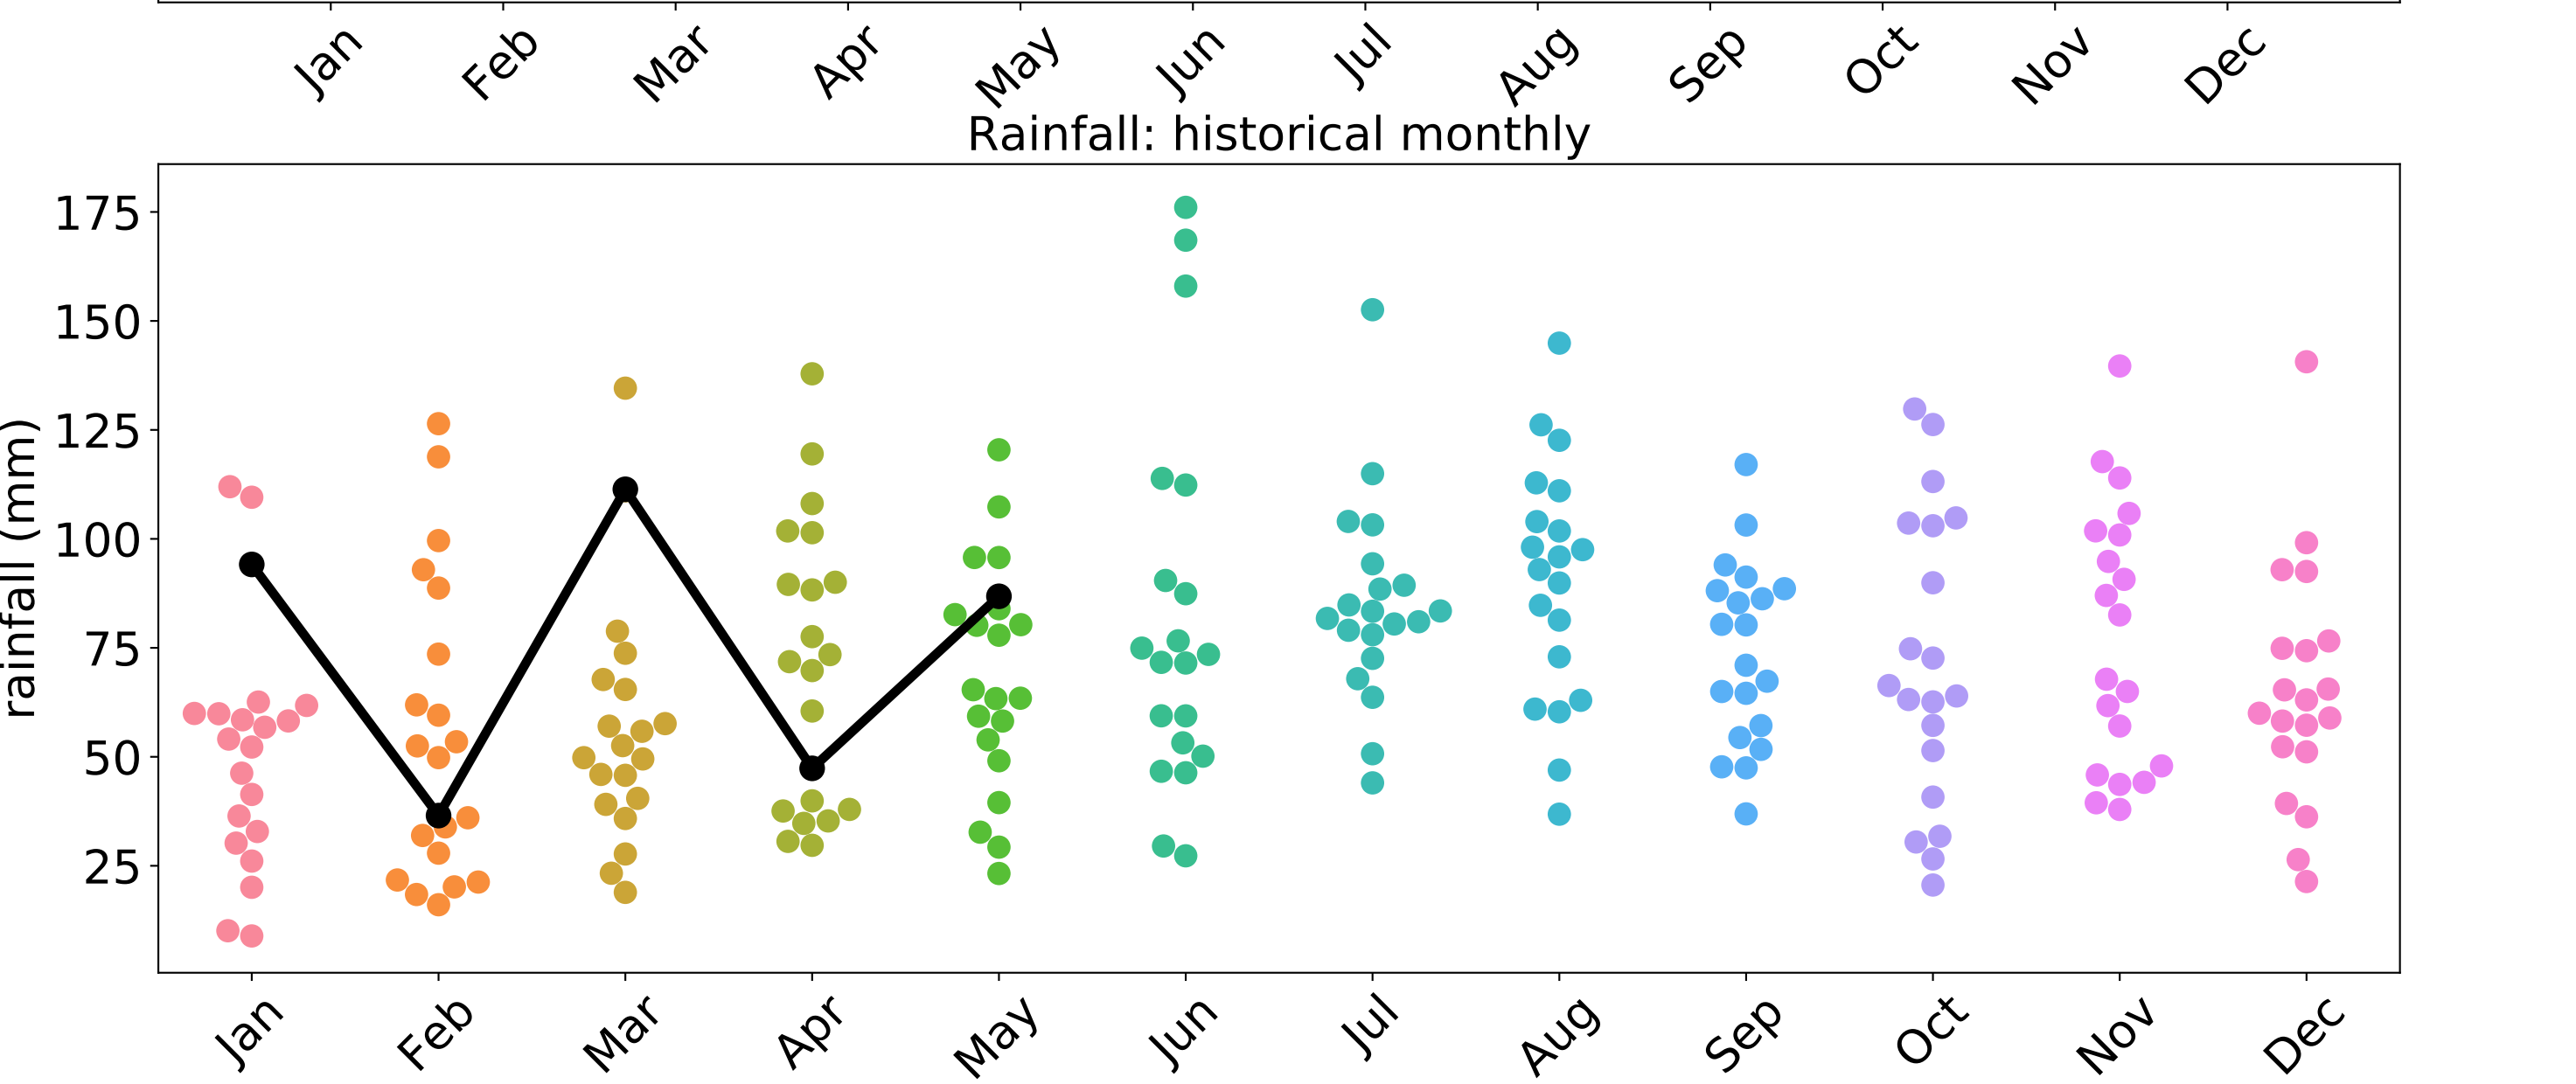 Jan Feb Mar Apr May Jun Jul Aug Sep Oct Nov Dec
Rainfall: historical monthly
rainfall (mm)
175
150
125
100
75
50
25
Jan Feb Mar Apr May Jun Jul Aug Sep Oct Nov Dec